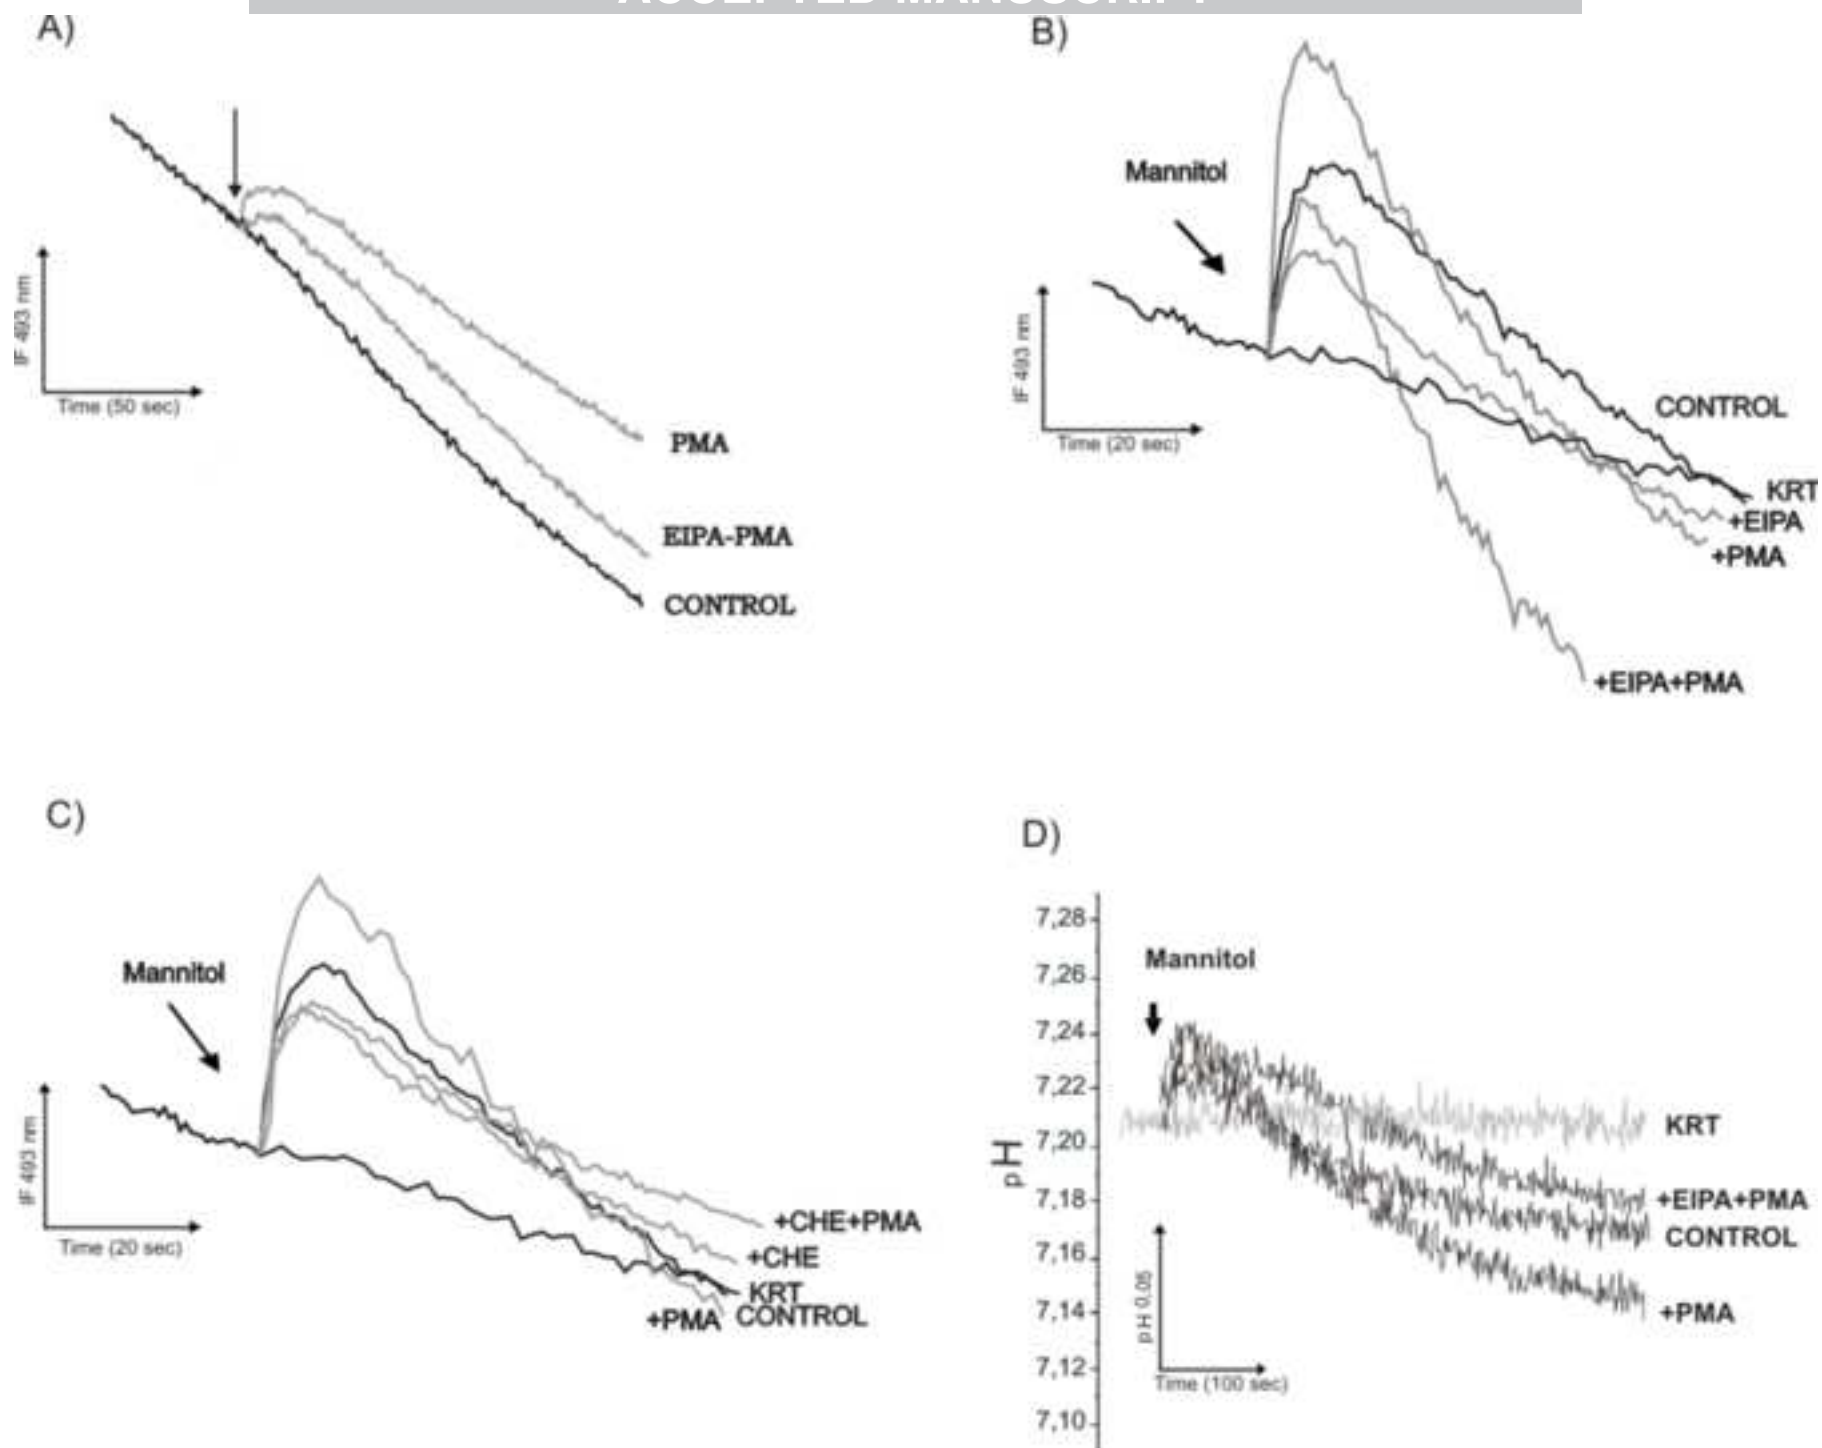 ACCEPTED MANUSCRIPT
A)
IF 493 nm
Time (50 sec)
PMA
EIPA-PMA
CONTROL
B)
Mannitol
IF 493 nm
Time (20 sec)
CONTROL
KRT
+EIPA
+PMA
+EIPA+PMA
C)
Mannitol
IF 493 nm
Time (20 sec)
+CHE+PMA
+CHE
KRT
+PMA CONTROL
D)
7,28
Mannitol
7,26
7,24
7,22
7,20
7,18
7,16
7,14
7,12
7,10
pH
KRT
+EIPA+PMA
CONTROL
+PMA
pH 0,05
Time (100 sec)